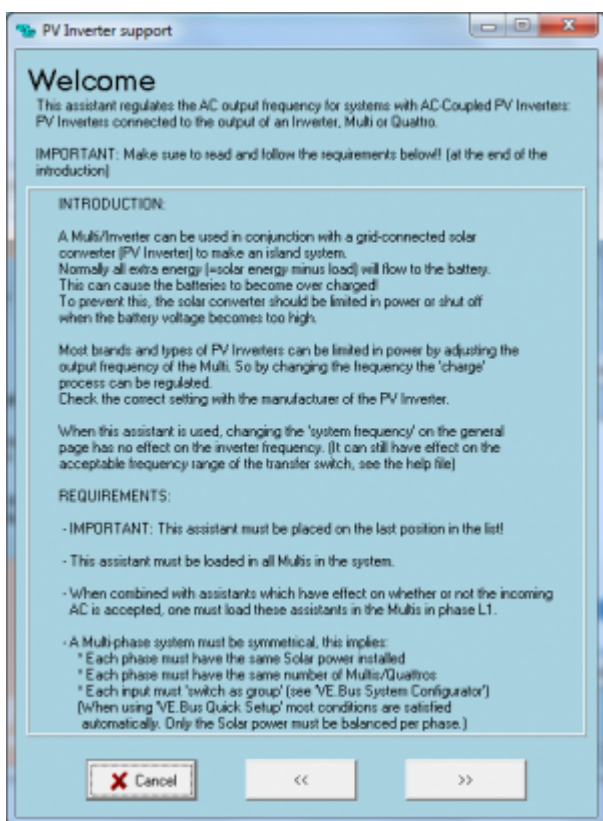 PV Inverter support
Welcome
This assistant regulates the AC output frequency for systems with AC-Coupled PV Inverters:
PV Inverters connected to the output of an Inverter, Multi or Quattro.
IMPORTANT: Make sure to read and follow the requirements below!! (at the end of the
introduction)
INTRODUCTION:
A Multi/Inverter can be used in conjunction with a grid-connected solar
converter (PV Inverter) to make an island system.
Normally all extra energy (=solar energy minus load) will flow to the battery.
This can cause the batteries to become over charged!
To prevent this, the solar converter should be limited in power or shut off
when the battery voltage becomes too high.
Most brands and types of PV Inverters can be limited in power by adjusting the
output frequency of the Multi. So by changing the frequency the 'charge'
process can be regulated.
Check the correct setting with the manufacturer of the PV Inverter.
When this assistant is used, changing the 'system frequency' on the general
page has no effect on the inverter frequency. (It can still have effect on the
acceptable frequency range of the transfer switch, see the help file)
REQUIREMENTS:
- IMPORTANT: This assistant must be placed on the last position in the list!
- This assistant must be loaded in all Multis in the system.
- When combined with assistants which have effect on whether or not the incoming
AC is accepted, one must load these assistants in the Multis in phase L1.
- A Multi-phase system must be symmetrical, this implies:
* Each phase must have the same Solar power installed
* Each phase must have the same number of Multis/Quattros
* Each input must 'switch as group' (see 'VE.Bus System Configurator')
(When using 'VE.Bus Quick Setup' most conditions are satisfied
automatically. Only the Solar power must be balanced per phase.)
Cancel
<<
>>